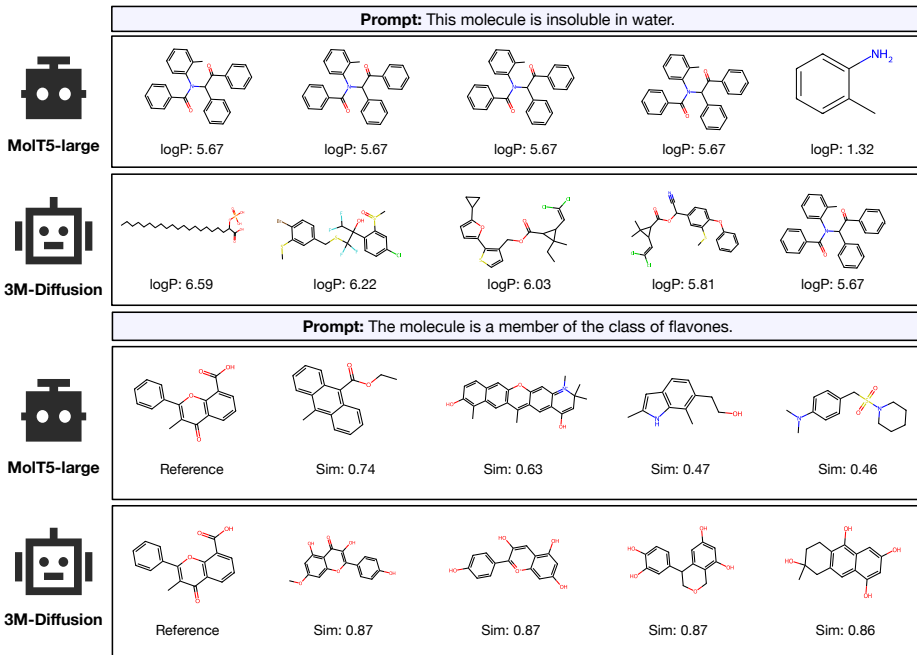 Prompt: This molecule is insoluble in water.
MolT5-large
logP: 5.67 logP: 5.67 logP: 5.67 logP: 5.67 logP: 1.32
3M-Diffusion
logP: 6.59 logP: 6.22 logP: 6.03 logP: 5.81 logP: 5.67
Prompt: The molecule is a member of the class of flavones.
MolT5-large
Reference Sim: 0.74 Sim: 0.63 Sim: 0.47 Sim: 0.46
3M-Diffusion
Reference Sim: 0.87 Sim: 0.87 Sim: 0.87 Sim: 0.86